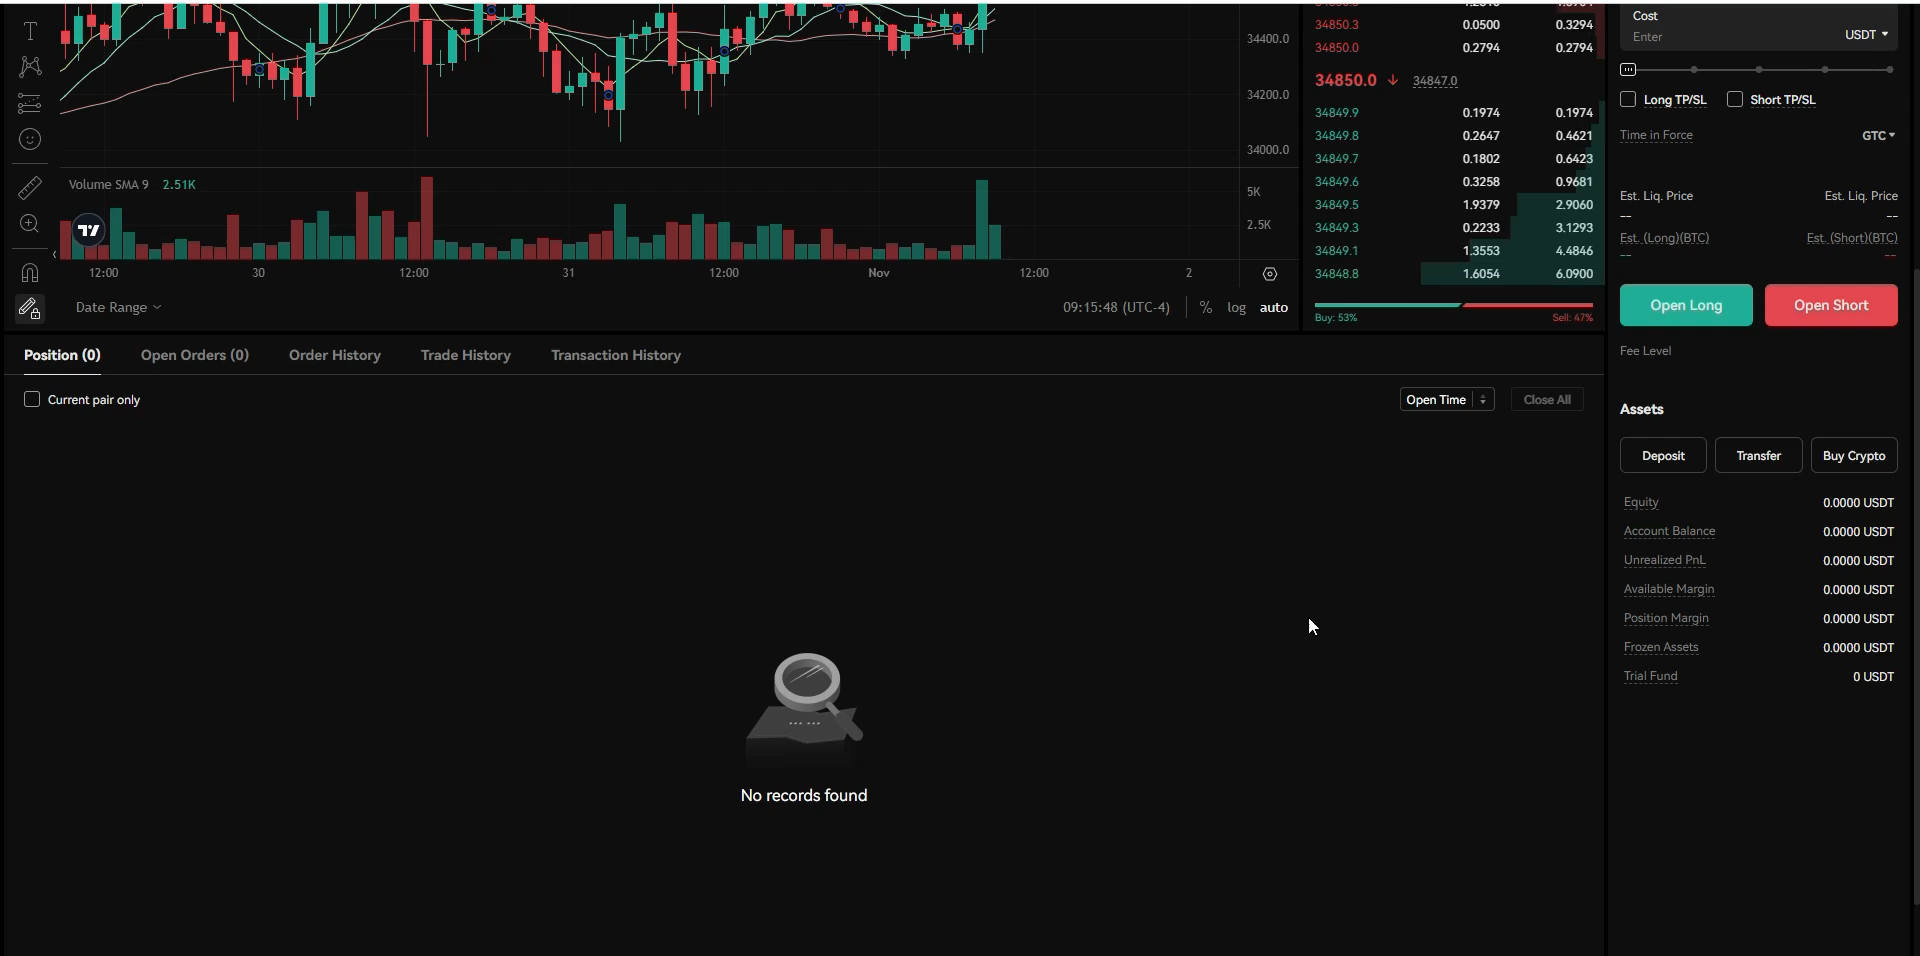 34850.3 0.0500 0.3294
34850.0 0.2794 0.2794
34850.0 34847.0
34849.9 0.1974 0.1974
34849.8 0.2647 0.4621
34849.7 0.1802 0.6423
34849.6 0.3258 0.9681
34849.5 1.9379 2.9060
34849.3 0.2233 3.1293
34849.1 1.3553 4.4846
34848.8 1.6054 6.0900
Buy: 53% Sell: 47%
34400.0
34200.0
34000.0
Volume SMA 9 2.51K
5K
2.5K
12:00 30 12:00 31 12:00 Nov 12:00 2
Date Range 09:15:48 (UTC-4) % log auto
Cost
Enter USDT
Long TP/SL Short TP/SL
Time in Force GTC
Est. Liq. Price Est. Liq. Price
-- --
Est. (Long)(BTC) Est. (Short)(BTC)
-- --
Open Long Open Short
Fee Level
Position (0) Open Orders (0) Order History Trade History Transaction History
Current pair only Open Time Close All
No records found
Assets
Deposit Transfer Buy Crypto
Equity 0.0000 USDT
Account Balance 0.0000 USDT
Unrealized PnL 0.0000 USDT
Available Margin 0.0000 USDT
Position Margin 0.0000 USDT
Frozen Assets 0.0000 USDT
Trial Fund 0 USDT